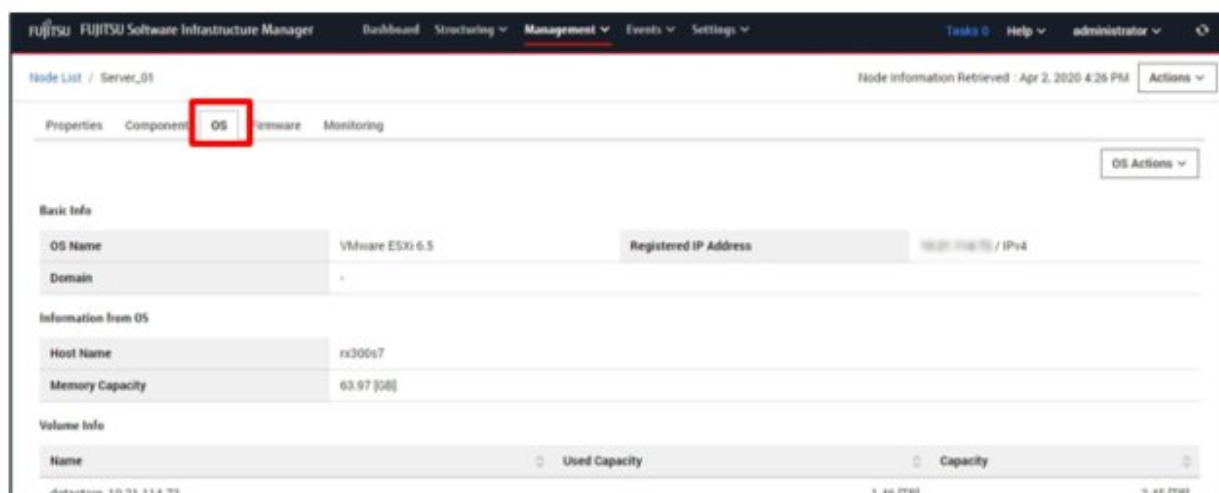 FUJITSU FUJITSU Software Infrastructure Manager Dashboard Structuring Management Events Settings Tasks 0 Help administrator
Node List / Server_01 Node Information Retrieved : Apr 2, 2020 4:26 PM Actions
Properties Component OS Firmware Monitoring
OS Actions
Basic Info
OS Name VMware ESXi 6.5 Registered IP Address / IPv4
Domain -
Information from OS
Host Name rx300s7
Memory Capacity 63.97 [GB]
Volume Info
Name Used Capacity Capacity